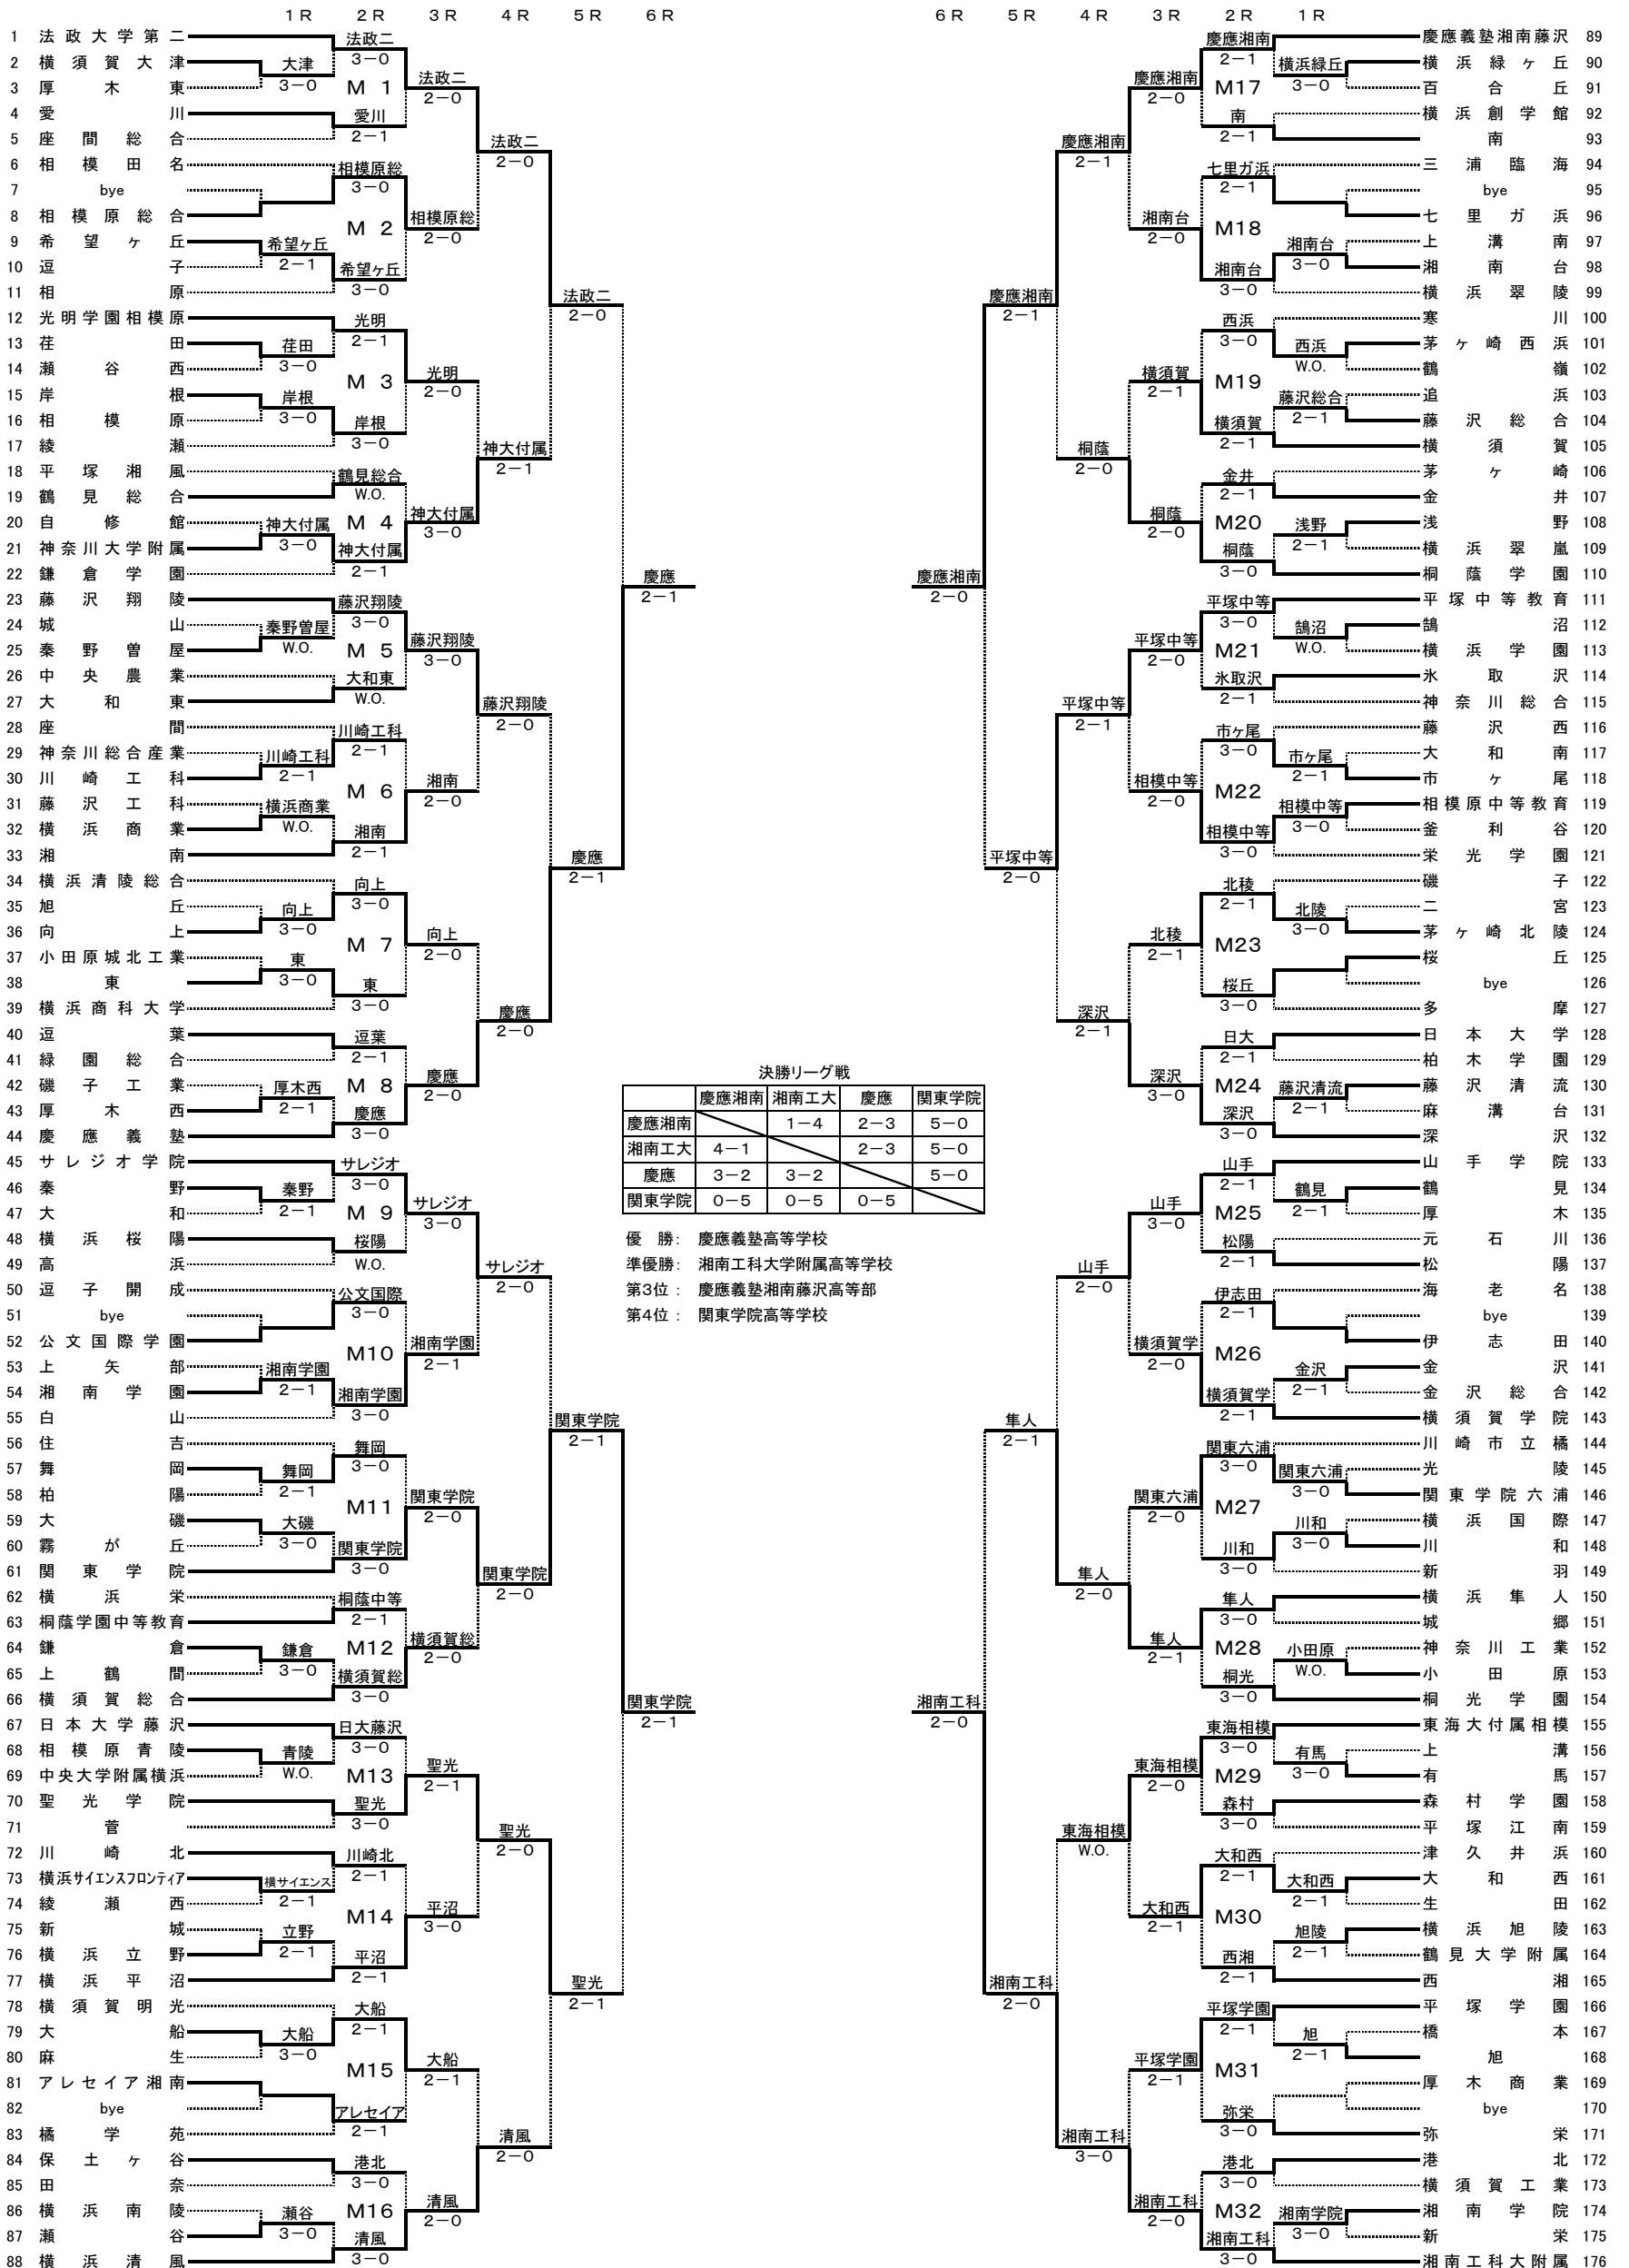 1R 2R 3R 4R 5R 6R 6R 5R 4R 3R 2R 1R
1 法政大学第二
2 横須賀大津
3 厚木東
4 愛川
5 座間総合
6 相模田名
7 bye
8 相模原総合
9 希望ヶ丘
10 逗子
11 相原
12 光明学園相模原
13 荏田
14 瀬谷西
15 岸根
16 相模原
17 綾瀬
18 平塚湘風
19 鶴見総合
20 自修館
21 神奈川大学附属
22 鎌倉学園
23 藤沢翔陵
24 城山
25 秦野曽屋
26 中央農業
27 大和東
28 座間
29 神奈川総合産業
30 川崎工科
31 藤沢工科
32 横浜商業
33 湘南
34 横浜清陵総合
35 旭丘
36 向上
37 小田原城北工業
38 東
39 横浜商科大学
40 逗葉
41 緑園総合
42 磯子工業
43 厚木西
44 慶應義塾
45 サレジオ学院
46 秦野
47 大和
48 横浜桜陽
49 高浜
50 逗子開成
51 bye
52 公文国際学園
53 上矢部
54 湘南学園
55 白山
56 住吉
57 舞岡
58 柏陽
59 大磯
60 霧が丘
61 関東学院
62 横浜栄
63 桐蔭学園中等教育
64 鎌倉
65 上鶴間
66 横須賀総合
67 日本大学藤沢
68 相模原青陵
69 中央大学附属横浜
70 聖光学院
71 菅
72 川崎北
73 横浜サイエンスフロンティア
74 綾瀬西
75 新城
76 横浜立野
77 横浜平沼
78 横須賀明光
79 大船
80 麻生
81 アレセイア湘南
82 bye
83 橘学苑
84 保土ヶ谷
85 田奈
86 横浜南陵
87 瀬谷
88 横浜清風
大津
3−0
希望ヶ丘
2−1
荏田
3−0
岸根
3−0
神大付属
3−0
秦野曽屋
W.O.
川崎工科
2−1
横浜商業
W.O.
向上
3−0
東
3−0
厚木西
2−1
秦野
2−1
湘南学園
2−1
舞岡
2−1
大磯
3−0
鎌倉
3−0
青陵
W.O.
横サイエンス
2−1
立野
2−1
大船
3−0
瀬谷
3−0
法政二
3−0
M 1
愛川
2−1
相模原総
3−0
M 2
希望ヶ丘
3−0
光明
2−1
M 3
岸根
3−0
鶴見総合
W.O.
M 4
神大付属
2−1
藤沢翔陵
3−0
M 5
大和東
W.O.
川崎工科
2−1
M 6
湘南
2−1
向上
3−0
M 7
東
3−0
逗葉
2−1
M 8
慶應
3−0
サレジオ
3−0
M 9
桜陽
W.O.
公文国際
3−0
M10
湘南学園
3−0
舞岡
3−0
M11
関東学院
3−0
桐蔭中等
2−1
M12
横須賀総
3−0
日大藤沢
3−0
M13
聖光
3−0
川崎北
2−1
M14
平沼
2−1
大船
2−1
M15
アレセイア
2−1
港北
3−0
M16
清風
3−0
法政二
2−0
相模原総
2−0
光明
2−0
神大付属
3−0
藤沢翔陵
3−0
湘南
2−0
向上
2−0
慶應
2−0
サレジオ
3−0
湘南学園
2−1
関東学院
2−0
横須賀総
2−0
聖光
2−1
平沼
3−0
大船
2−1
清風
2−0
法政二
2−0
神大付属
2−1
藤沢翔陵
2−0
慶應
2−0
サレジオ
2−0
関東学院
2−0
聖光
2−0
清風
2−0
法政二
2−0
慶應
2−1
関東学院
2−1
聖光
2−1
慶應
2−1
関東学院
2−1
決勝リーグ戦
慶應湘南 湘南工大 慶應 関東学院
慶應湘南 1−4 2−3 5−0
湘南工大 4−1 2−3 5−0
慶應 3−2 3−2 5−0
関東学院 0−5 0−5 0−5
優 勝: 慶應義塾高等学校
準優勝: 湘南工科大学附属高等学校
第3位 : 慶應義塾湘南藤沢高等部
第4位 : 関東学院高等学校
慶應湘南
2−0
湘南工科
2−0
慶應湘南
2−1
平塚中等
2−0
隼人
2−1
湘南工科
2−0
慶應湘南
2−1
桐蔭
2−0
平塚中等
2−1
深沢
2−1
山手
2−0
隼人
2−0
東海相模
W.O.
湘南工科
3−0
慶應湘南
2−0
湘南台
2−0
横須賀
2−1
桐蔭
2−0
平塚中等
2−0
相模中等
2−0
北稜
2−1
深沢
3−0
山手
3−0
横須賀学
2−0
関東六浦
2−0
隼人
2−1
東海相模
2−0
大和西
2−1
平塚学園
2−1
湘南工科
2−0
慶應湘南
2−1
M17
南
2−1
七里ガ浜
2−1
M18
湘南台
3−0
西浜
3−0
M19
横須賀
2−1
金井
2−1
M20
桐蔭
3−0
平塚中等
3−0
M21
氷取沢
2−1
市ヶ尾
3−0
M22
相模中等
3−0
北稜
2−1
M23
桜丘
3−0
日大
2−1
M24
深沢
3−0
山手
2−1
M25
松陽
2−1
伊志田
2−1
M26
横須賀学
2−1
関東六浦
3−0
M27
川和
3−0
隼人
3−0
M28
桐光
3−0
東海相模
3−0
M29
森村
3−0
大和西
2−1
M30
西湘
2−1
平塚学園
2−1
M31
弥栄
3−0
港北
3−0
M32
湘南工科
3−0
横浜緑丘
3−0
湘南台
3−0
西浜
W.O.
藤沢総合
2−1
浅野
2−1
鵠沼
W.O.
市ヶ尾
2−1
相模中等
3−0
北陵
3−0
藤沢清流
2−1
鶴見
2−1
金沢
2−1
関東六浦
3−0
川和
3−0
小田原
W.O.
有馬
3−0
大和西
2−1
旭陵
2−1
旭
2−1
湘南学院
3−0
慶應義塾湘南藤沢 89
横浜緑ヶ丘 90
百合丘 91
横浜創学館 92
南 93
三浦臨海 94
bye 95
七里ガ浜 96
上溝南 97
湘南台 98
横浜翠陵 99
寒川 100
茅ヶ崎西浜 101
鶴嶺 102
追浜 103
藤沢総合 104
横須賀 105
茅ヶ崎 106
金井 107
浅野 108
横浜翠嵐 109
桐蔭学園 110
平塚中等教育 111
鵠沼 112
横浜学園 113
氷取沢 114
神奈川総合 115
藤沢西 116
大和南 117
市ヶ尾 118
相模原中等教育 119
釜利谷 120
栄光学園 121
磯子 122
二宮 123
茅ヶ崎北陵 124
桜丘 125
bye 126
多摩 127
日本大学 128
柏木学園 129
藤沢清流 130
麻溝台 131
深沢 132
山手学院 133
鶴見 134
厚木 135
元石川 136
松陽 137
海老名 138
bye 139
伊志田 140
金沢 141
金沢総合 142
横須賀学院 143
川崎市立橘 144
光陵 145
関東学院六浦 146
横浜国際 147
川和 148
新羽 149
横浜隼人 150
城郷 151
神奈川工業 152
小田原 153
桐光学園 154
東海大付属相模 155
上溝 156
有馬 157
森村学園 158
平塚江南 159
津久井浜 160
大和西 161
生田 162
横浜旭陵 163
鶴見大学附属 164
西湘 165
平塚学園 166
橋本 167
旭 168
厚木商業 169
bye 170
弥栄 171
港北 172
横須賀工業 173
湘南学院 174
新栄 175
湘南工科大附属 176